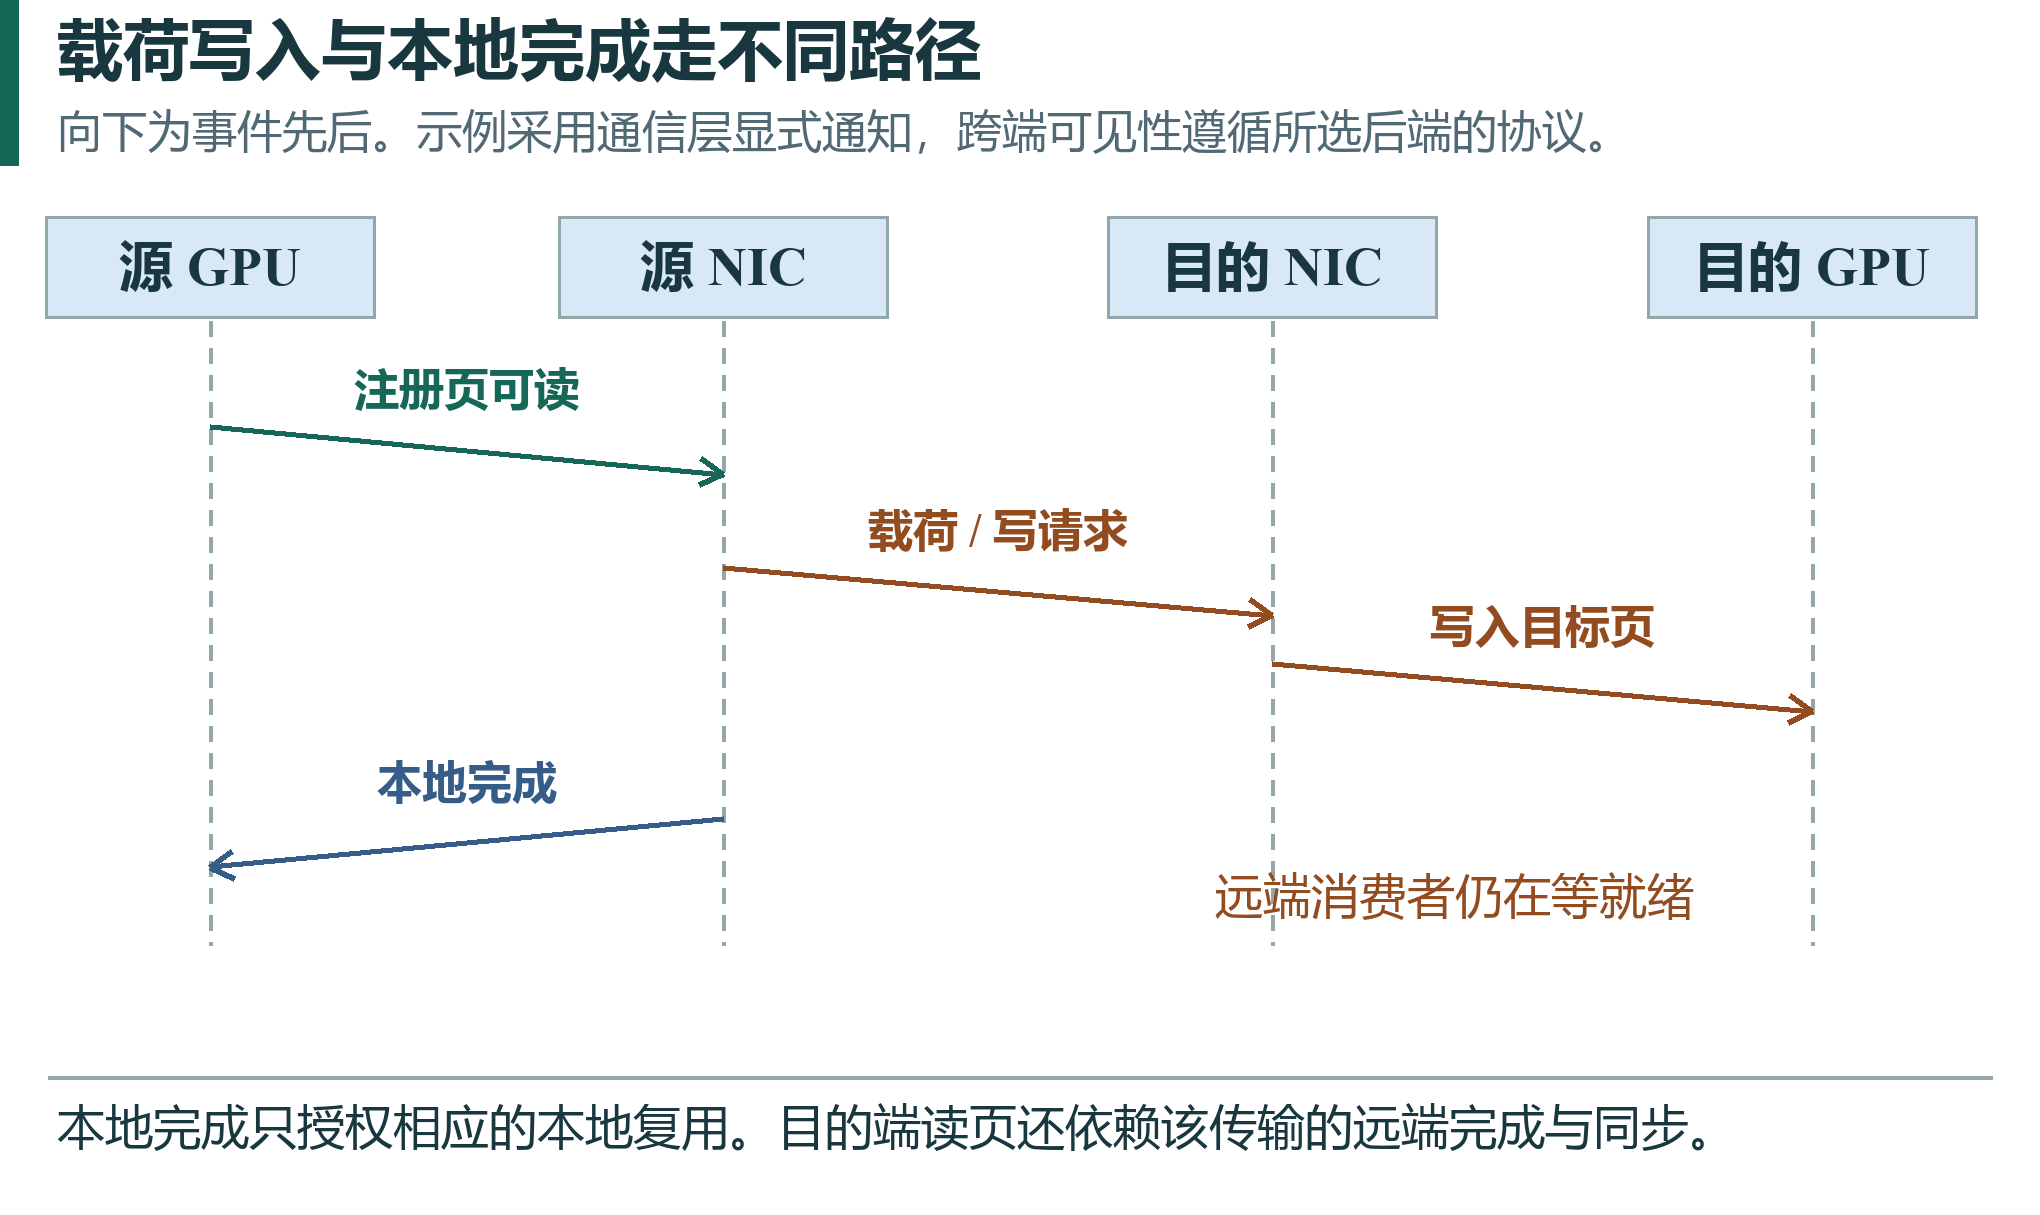 载荷写入与本地完成走不同路径
向下为事件先后。示例采用通信层显式通知，跨端可见性遵循所选后端的协议。
源 GPU
源 NIC
目的 NIC
目的 GPU
注册页可读
载荷 / 写请求
写入目标页
本地完成
远端消费者仍在等就绪
本地完成只授权相应的本地复用。目的端读页还依赖该传输的远端完成与同步。